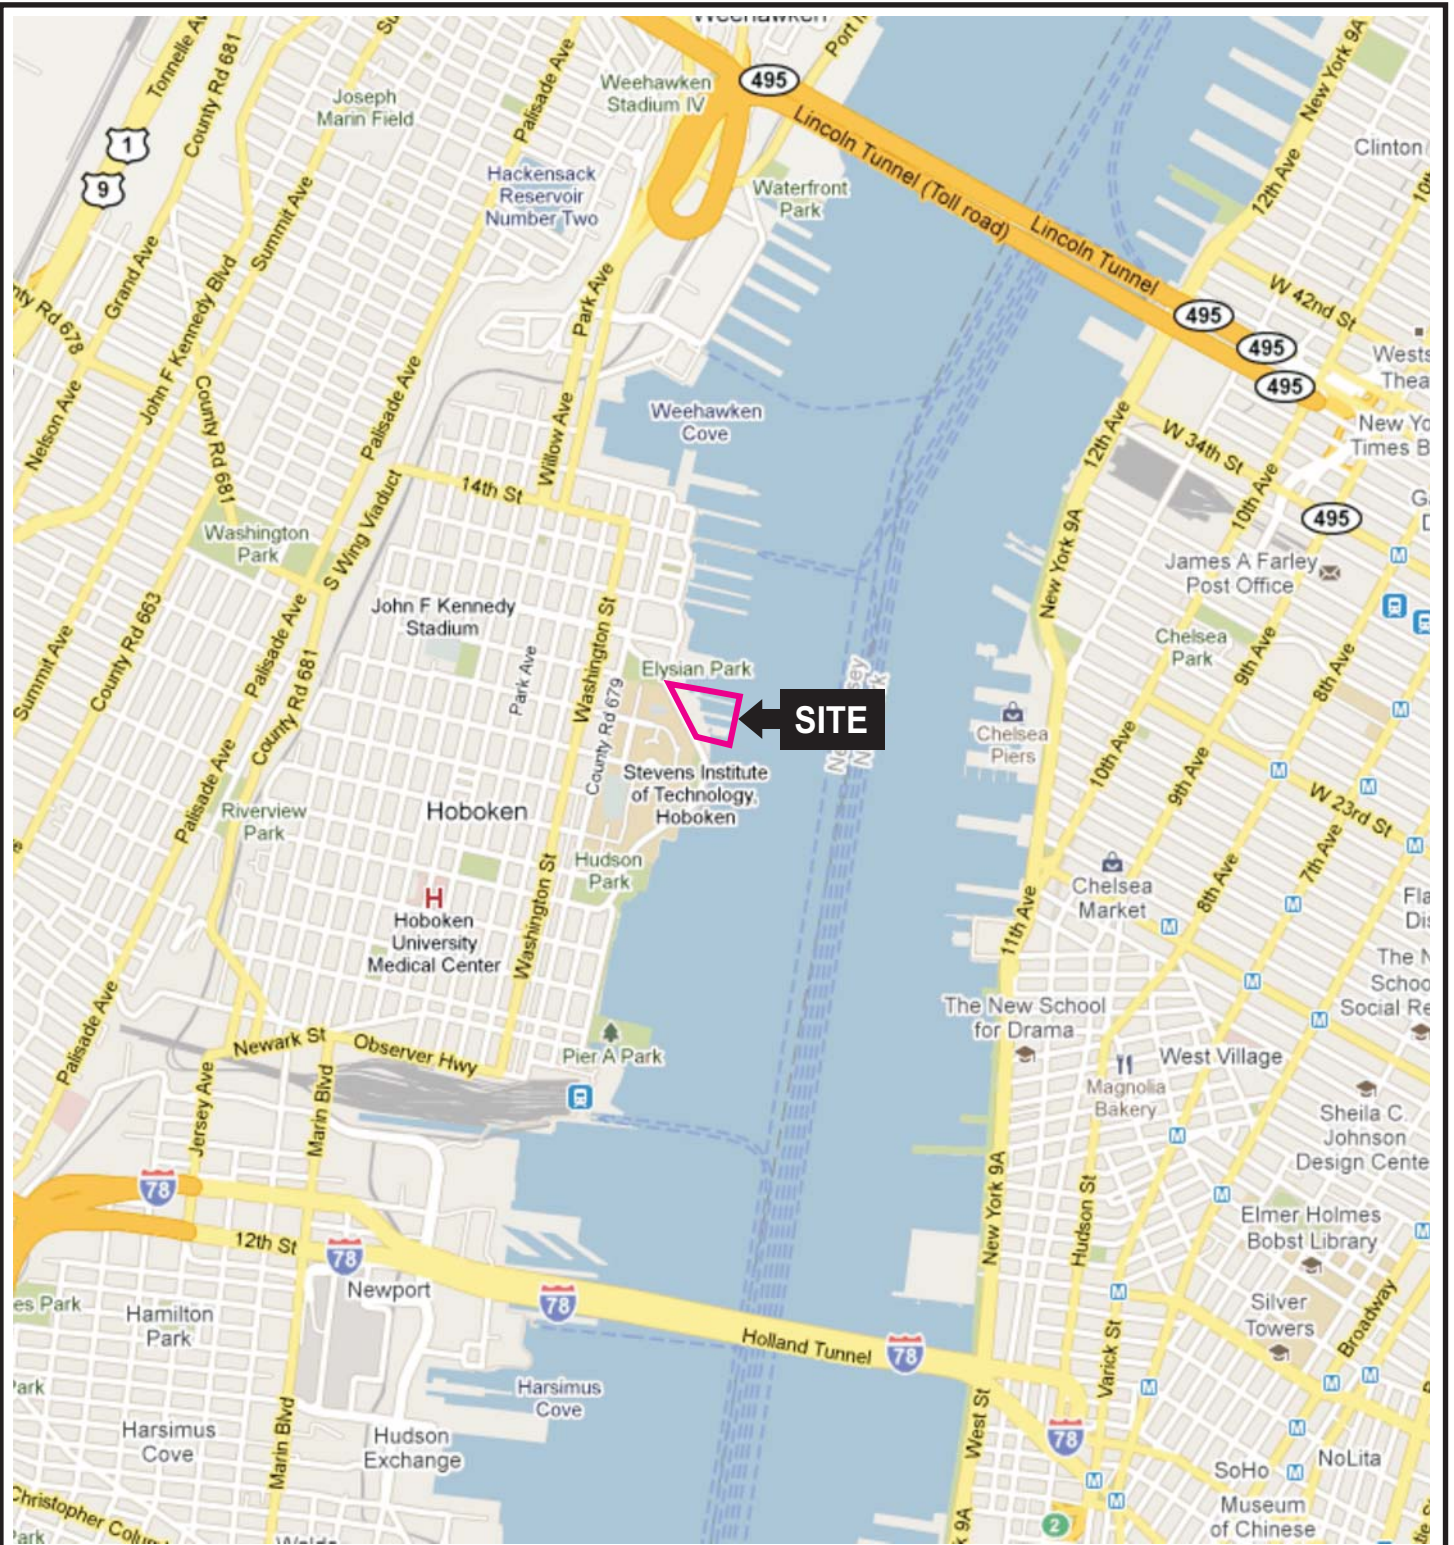 Weehawken
Tonnelle
County Rd 681
Palisade Ave
Joseph
Marin Field
Weehawken
Stadium IV
495
Lincoln Tunnel (Toll road)
Lincoln Tunnel
New York 9A
12th Ave
Clinton
1
9
Hackensack
Reservoir
Number Two
Waterfront
Park
Summit Ave
Grand Ave
John F Kennedy Blvd
Rd 678
Park Ave
W 42nd St
495
495
495
Nelson Ave
County Rd 681
Palisade Ave
Willow Ave
Weehawken
Cove
12th Ave
W 34th St
10th Ave
495
14th St
Washington
Park
S Wing Viaduct
New York 9A
James A Farley
Post Office
John F Kennedy
Stadium
Washington St
Chelsea
Park
9th Ave
8th Ave
Summit Ave
County Rd 663
Palisade Ave
County Rd 681
Park Ave
County Rd 679
Elysian Park
SITE
Chelsea
Piers
10th Ave
9th Ave
W 23rd St
Stevens Institute
of Technology,
Hoboken
Palisade Ave
Riverview
Park
Hoboken
Hudson
Park
Chelsea
Market
8th Ave
7th Ave
H
Hoboken
University
Medical Center
Washington St
11th Ave
The New School
for Drama
Palisade Ave
Newark St
Observer Hwy
Pier A Park
West Village
Magnolia
Bakery
Sheila C.
Johnson
Design Cente
Jersey Ave
Marin Blvd
78
12th St
78
New York 9A
Hudson St
Elmer Holmes
Bobst Library
Newport
78
Hamilton
Park
Silver
Towers
Broadway
Holland Tunnel
78
Varick St
Harsimus
Cove
Harsimus
Cove
Marin Blvd
Hudson
Exchange
West St
78
SoHo
NoLita
Museum
of Chinese
2
Christopher